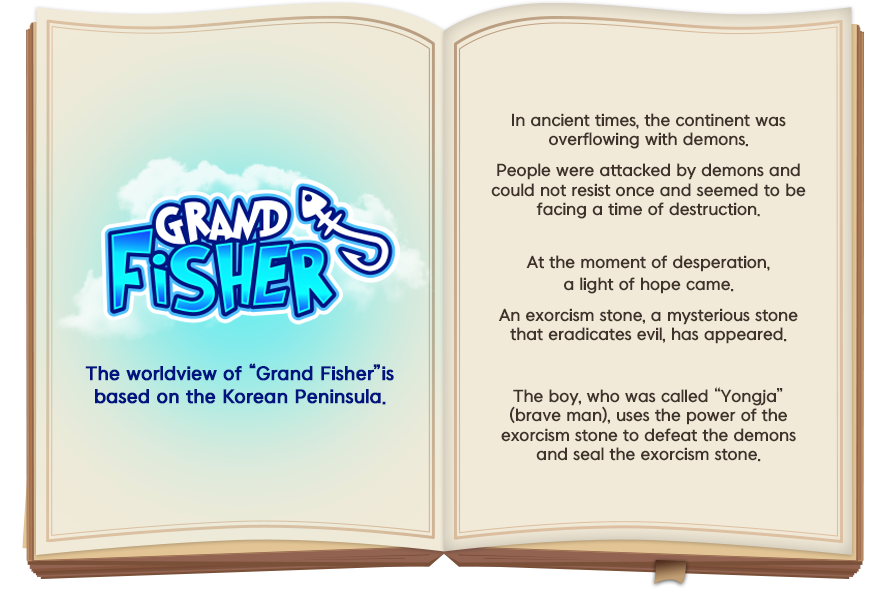 GRAND
FiSHER
The worldview of “Grand Fisher”is
based on the Korean Peninsula.
In ancient times, the continent was
overflowing with demons.
People were attacked by demons and
could not resist once and seemed to be
facing a time of destruction.
At the moment of desperation,
a light of hope came.
An exorcism stone, a mysterious stone
that eradicates evil, has appeared.
The boy, who was called “Yongja”
(brave man), uses the power of the
exorcism stone to defeat the demons
and seal the exorcism stone.